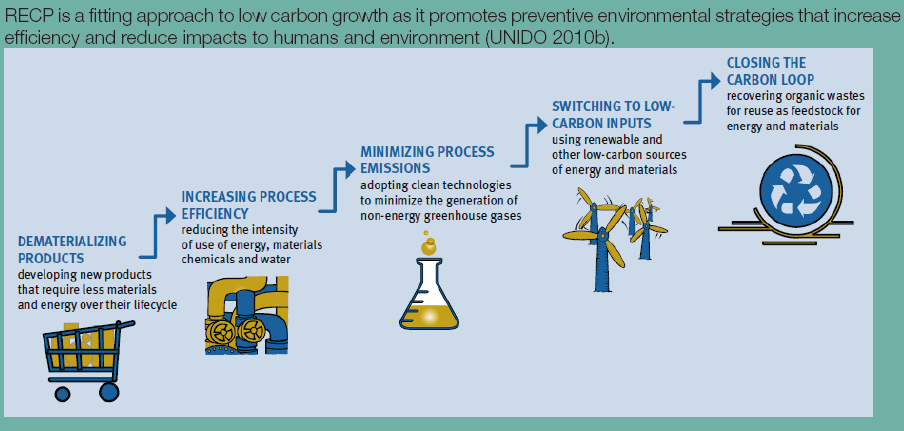 RECP is a fitting approach to low carbon growth as it promotes preventive environmental strategies that increase
efficiency and reduce impacts to humans and environment (UNIDO 2010b).
DEMATERIALIZING
PRODUCTS
developing new products
that require less materials
and energy over their lifecycle
INCREASING PROCESS
EFFICIENCY
reducing the intensity
of use of energy, materials
chemicals and water
MINIMIZING PROCESS
EMISSIONS
adopting clean technologies
to minimize the generation of
non-energy greenhouse gases
SWITCHING TO LOW-
CARBON INPUTS
using renewable and
other low-carbon sources
of energy and materials
CLOSING THE
CARBON LOOP
recovering organic wastes
for reuse as feedstock for
energy and materials